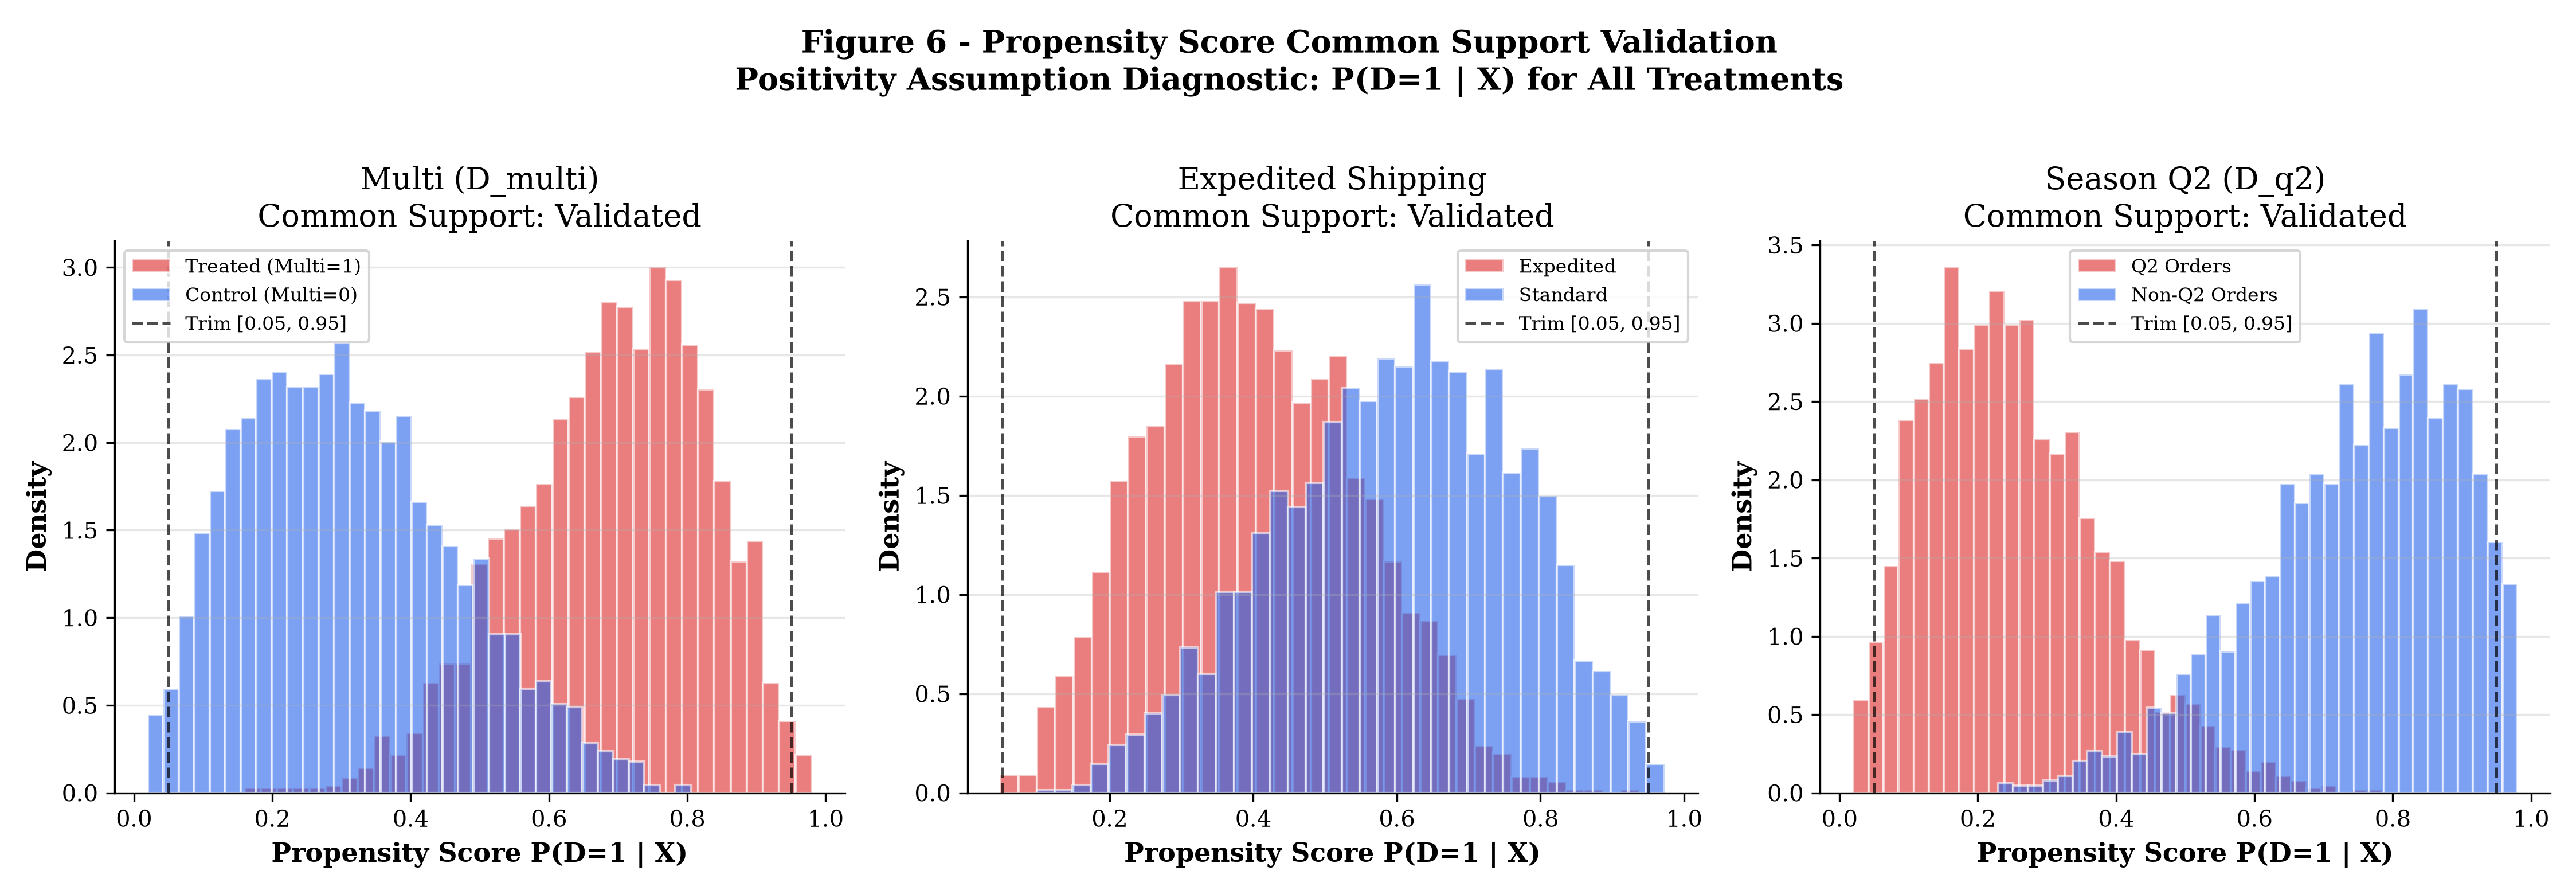 Figure 6 - Propensity Score Common Support Validation
Positivity Assumption Diagnostic: P(D=1 | X) for All Treatments
Multi (D_multi)
Common Support: Validated
Treated (Multi=1)
Control (Multi=0)
Trim [0.05, 0.95]
Density
3.0
2.5
2.0
1.5
1.0
0.5
0.0
0.0 0.2 0.4 0.6 0.8 1.0
Propensity Score P(D=1 | X)
Expedited Shipping
Common Support: Validated
Expedited
Standard
Trim [0.05, 0.95]
Density
2.5
2.0
1.5
1.0
0.5
0.0
0.2 0.4 0.6 0.8 1.0
Propensity Score P(D=1 | X)
Season Q2 (D_q2)
Common Support: Validated
Q2 Orders
Non-Q2 Orders
Trim [0.05, 0.95]
Density
3.5
3.0
2.5
2.0
1.5
1.0
0.5
0.0
0.0 0.2 0.4 0.6 0.8 1.0
Propensity Score P(D=1 | X)